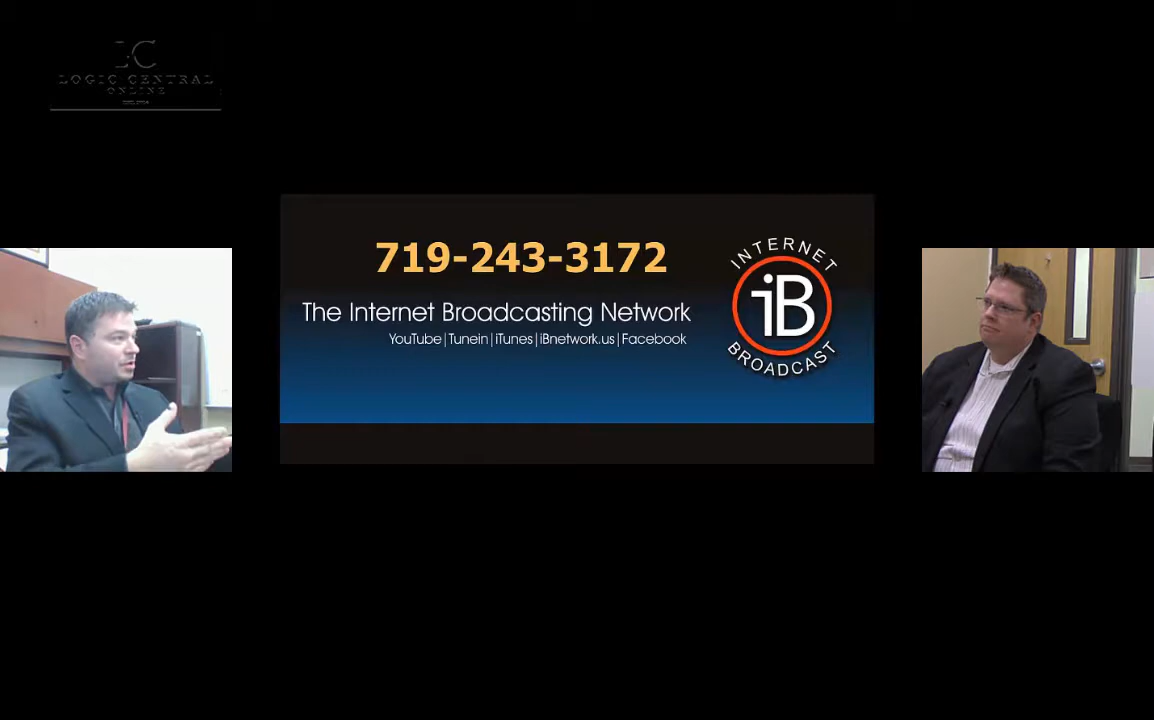 LC
LOGIC CENTRAL
ONLINE
719-243-3172
The Internet Broadcasting Network
YouTube|Tunein|iTunes|iBnetwork.us|Facebook
INTERNET
iB
BROADCAST